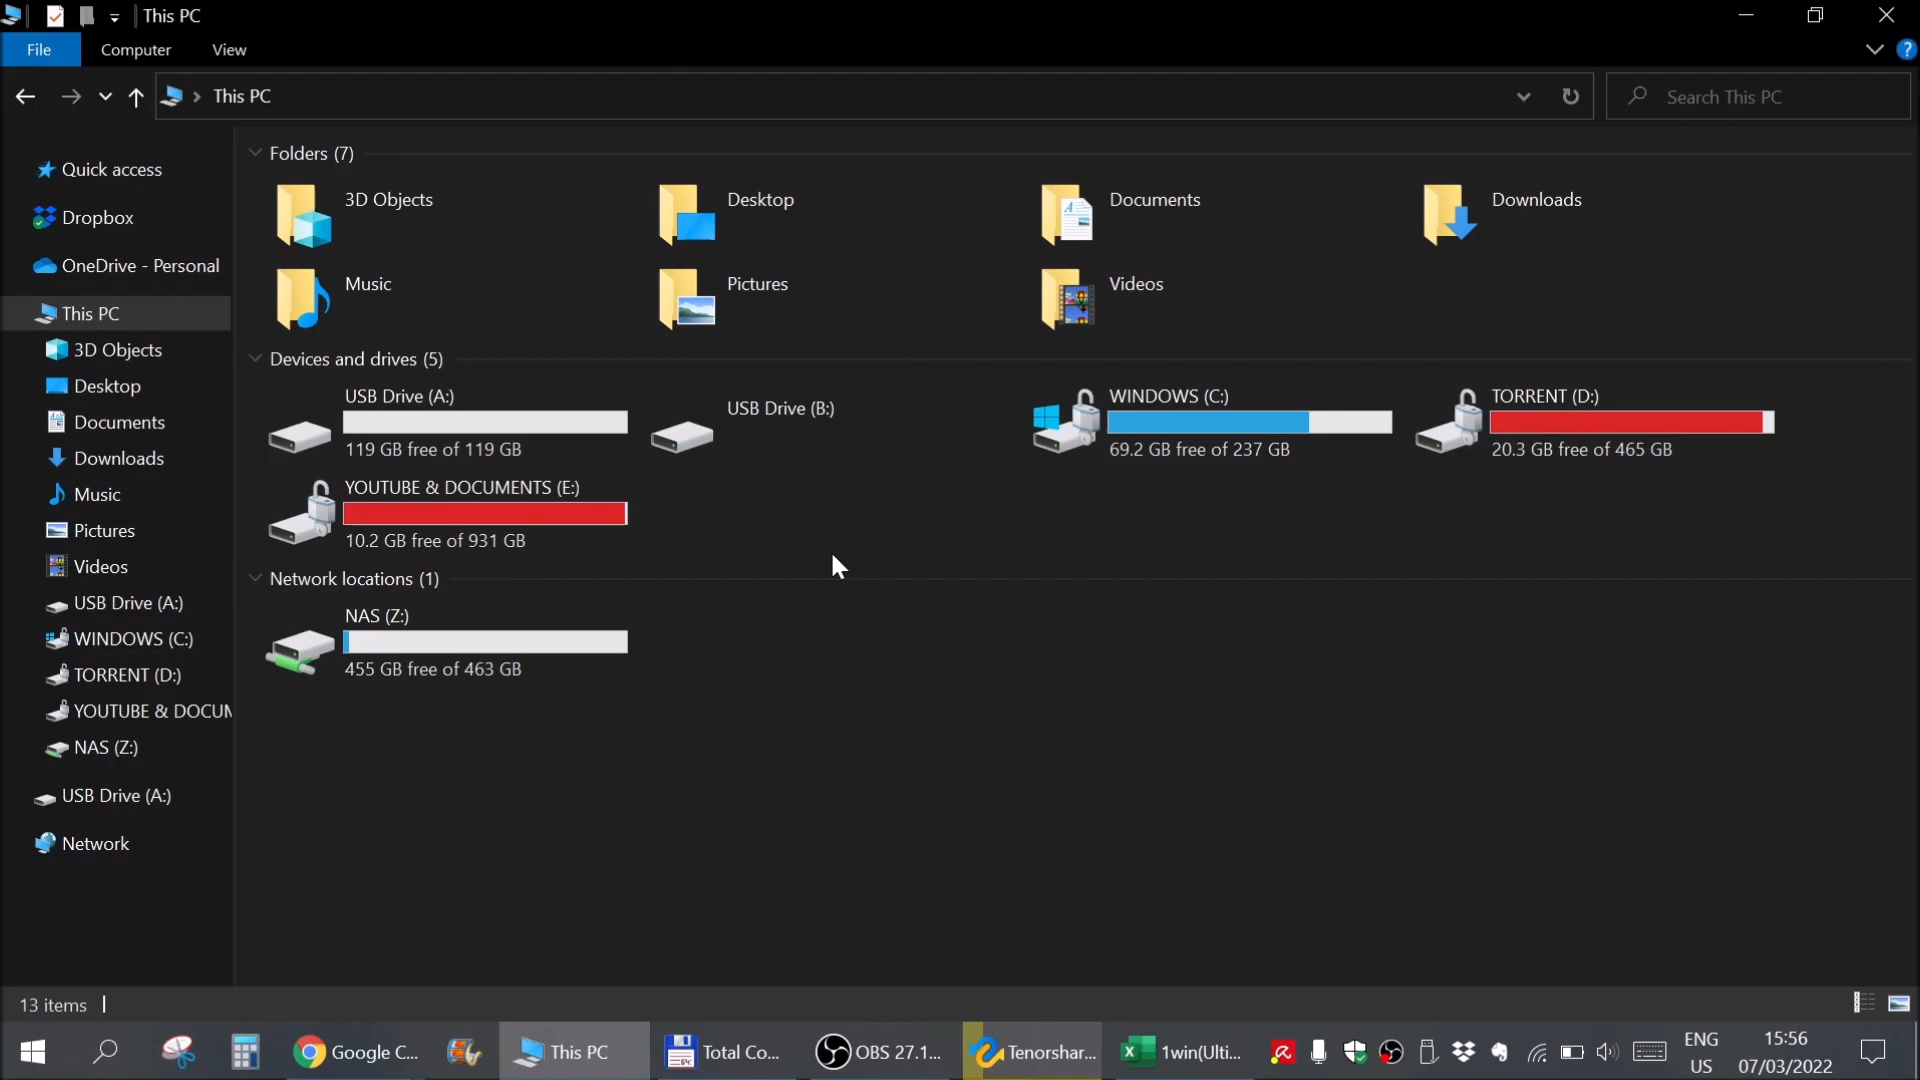 This PC
File
Computer
View
This PC
Search This PC
Quick access
Dropbox
OneDrive - Personal
This PC
3D Objects
Desktop
Documents
Downloads
Music
Pictures
Videos
USB Drive (A:)
WINDOWS (C:)
TORRENT (D:)
YOUTUBE & DOCUM
NAS (Z:)
USB Drive (A:)
Network
Folders (7)
3D Objects
Desktop
Documents
Downloads
Music
Pictures
Videos
Devices and drives (5)
USB Drive (A:)
119 GB free of 119 GB
USB Drive (B:)
WINDOWS (C:)
69.2 GB free of 237 GB
TORRENT (D:)
20.3 GB free of 465 GB
YOUTUBE & DOCUMENTS (E:)
10.2 GB free of 931 GB
Network locations (1)
NAS (Z:)
455 GB free of 463 GB
13 items
Google C...
This PC
Total Co...
OBS 27.1...
Tenorshar...
1win(Ulti...
ENG
US
15:56
07/03/2022